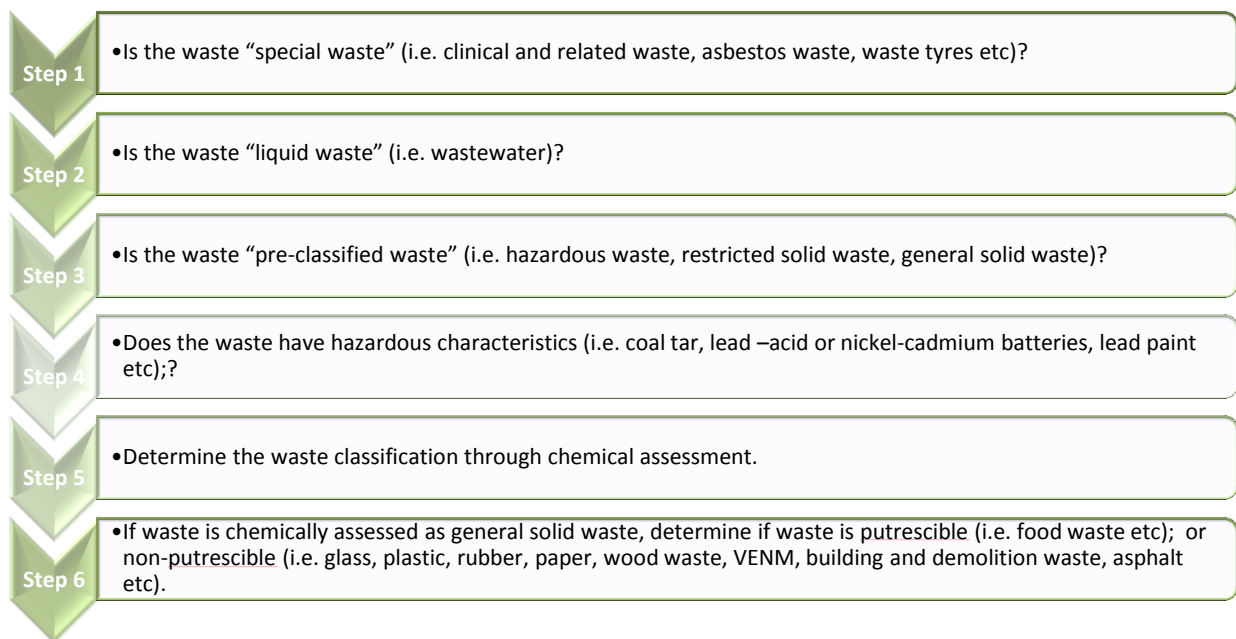 Step 1
•Is the waste “special waste” (i.e. clinical and related waste, asbestos waste, waste tyres etc)?
Step 2
•Is the waste “liquid waste” (i.e. wastewater)?
Step 3
•Is the waste “pre-classified waste” (i.e. hazardous waste, restricted solid waste, general solid waste)?
Step 4
•Does the waste have hazardous characteristics (i.e. coal tar, lead –acid or nickel-cadmium batteries, lead paint
etc);?
Step 5
•Determine the waste classification through chemical assessment.
Step 6
•If waste is chemically assessed as general solid waste, determine if waste is putrescible (i.e. food waste etc); or
non-putrescible (i.e. glass, plastic, rubber, paper, wood waste, VENM, building and demolition waste, asphalt
etc).